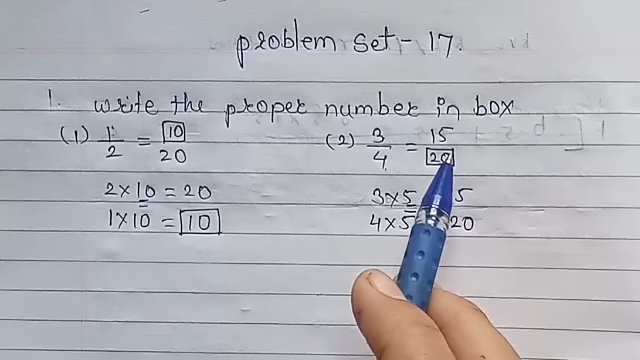 problem set - 17.
1. write the proper number in box
(1) 1/2 = 10/20 (2) 3/4 = 15/20
2×10 = 20 3×5 5
1×10 = 10 4×5 20